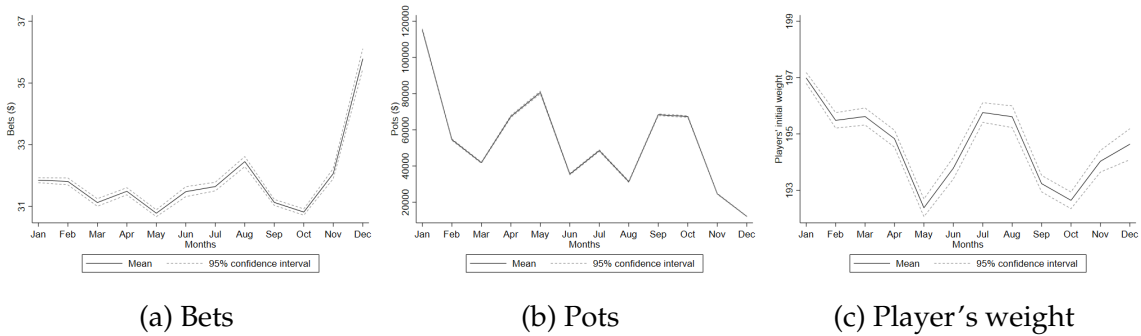 Bets ($)
37
35
33
31
Jan Feb Mar Apr May Jun Jul Aug Sep Oct Nov Dec
Months
Mean 95% confidence interval
(a) Bets
Pots ($)
120000
100000
80000
60000
40000
20000
Jan Feb Mar Apr May Jun Jul Aug Sep Oct Nov Dec
Months
Mean 95% confidence interval
(b) Pots
Players' initial weight
199
197
195
193
Jan Feb Mar Apr May Jun Jul Aug Sep Oct Nov Dec
Months
Mean 95% confidence interval
(c) Player's weight